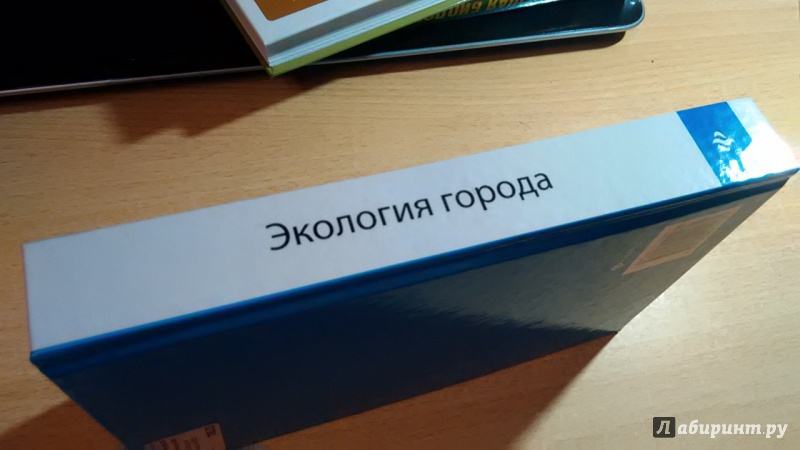 Экология города
Лабиринт.ру